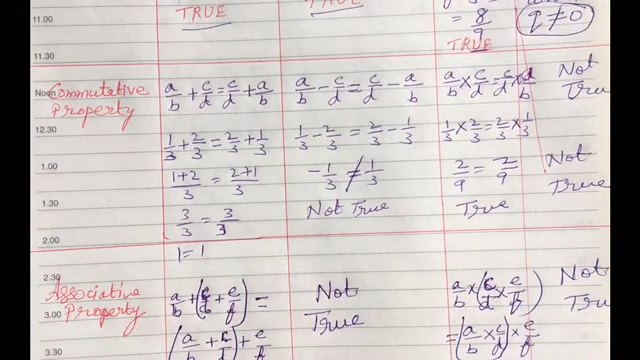 11.00
TRUE
= 8/9
q ≠ 0
TRUE
11.30
Noon
Commutative Property
a/b + c/d = c/d + a/b
a/b - c/d = c/d - a/b
a/b × c/d = c/d × a/b
Not True
12.30
1/3 + 2/3 = 2/3 + 1/3
1/3 - 2/3 = 2/3 - 1/3
1/3 × 2/3 = 2/3 × 1/3
1.00
1+2/3 = 2+1/3
-1/3 ≠ 1/3
2/9 = 2/9
Not True
1.30
3/3 = 3/3
Not True
True
2.00
1 = 1
2.30
Associative Property
a/b + (c/d + e/f) =
Not True
a/b × (c/d × e/f)
Not True
3.00
(a/b + c/d) + e/f
= (a/b × c/d) × e/f
3.30